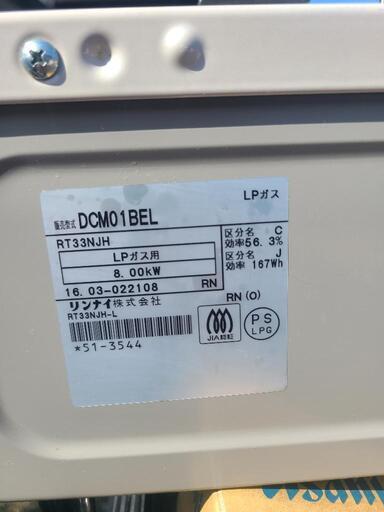 販売型式 DCM01BEL
LPガス
RT33NJH
LPガス用
8.00kW
区分名 C
効率56.3%
区分名 J
効率 167Wh
16.03-022108 RN
RN(O)
リンナイ株式会社
RT33NJH-L
*51-3544
JIA認証
PS
LPG